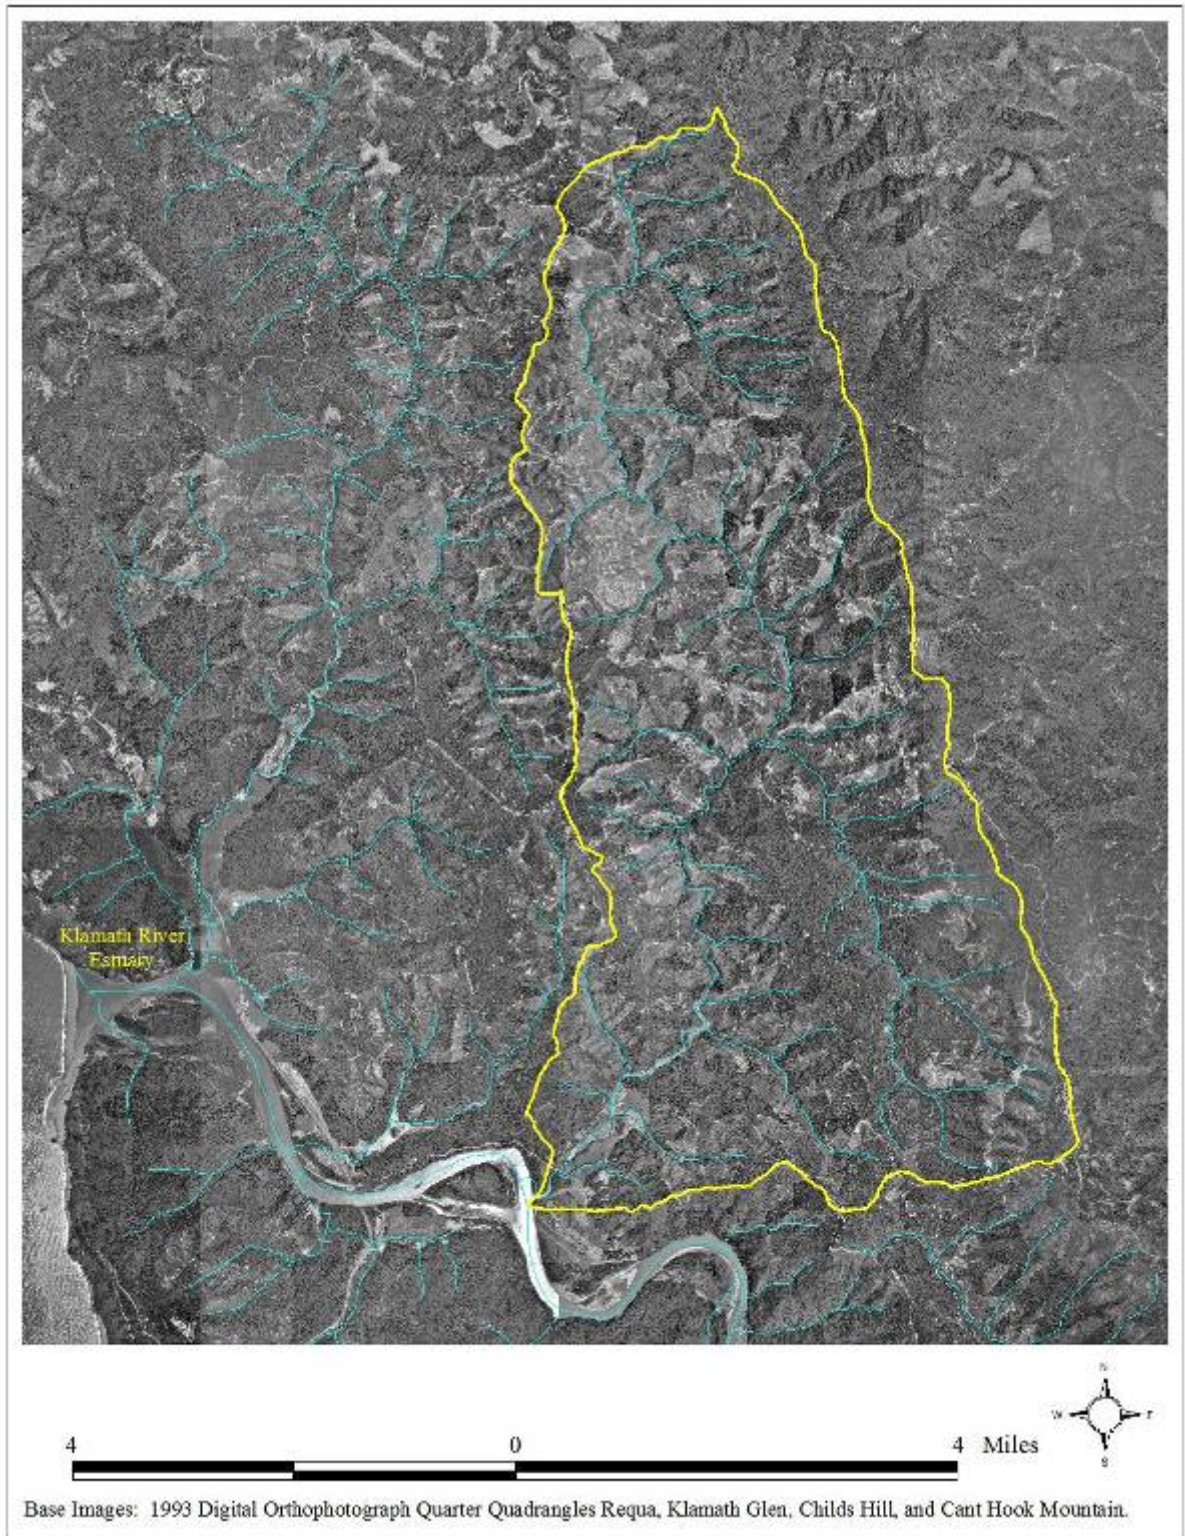 Klamath River
Estuary
N
W
E
S
4 0 4 Miles
Base Images: 1993 Digital Orthophotograph Quarter Quadrangles Requa, Klamath Glen, Childs Hill, and Cant Hook Mountain.